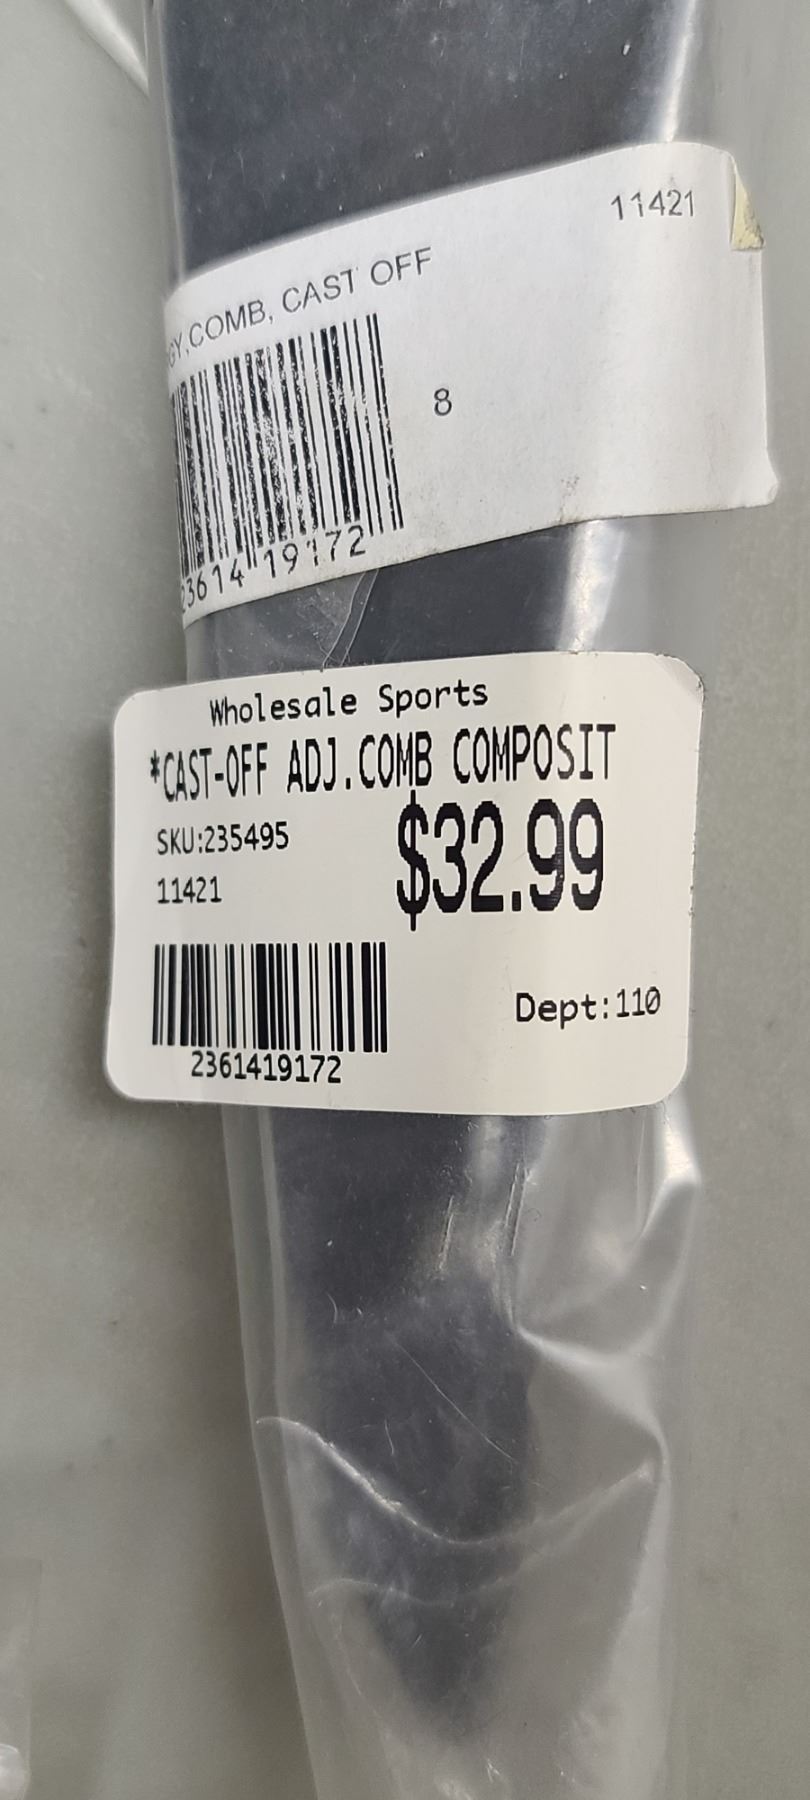 11421
GY,COMB, CAST OFF
8
23614 19172
Wholesale Sports
*CAST-OFF ADJ.COMB COMPOSIT
SKU:235495
$32.99
11421
Dept:110
2361419172